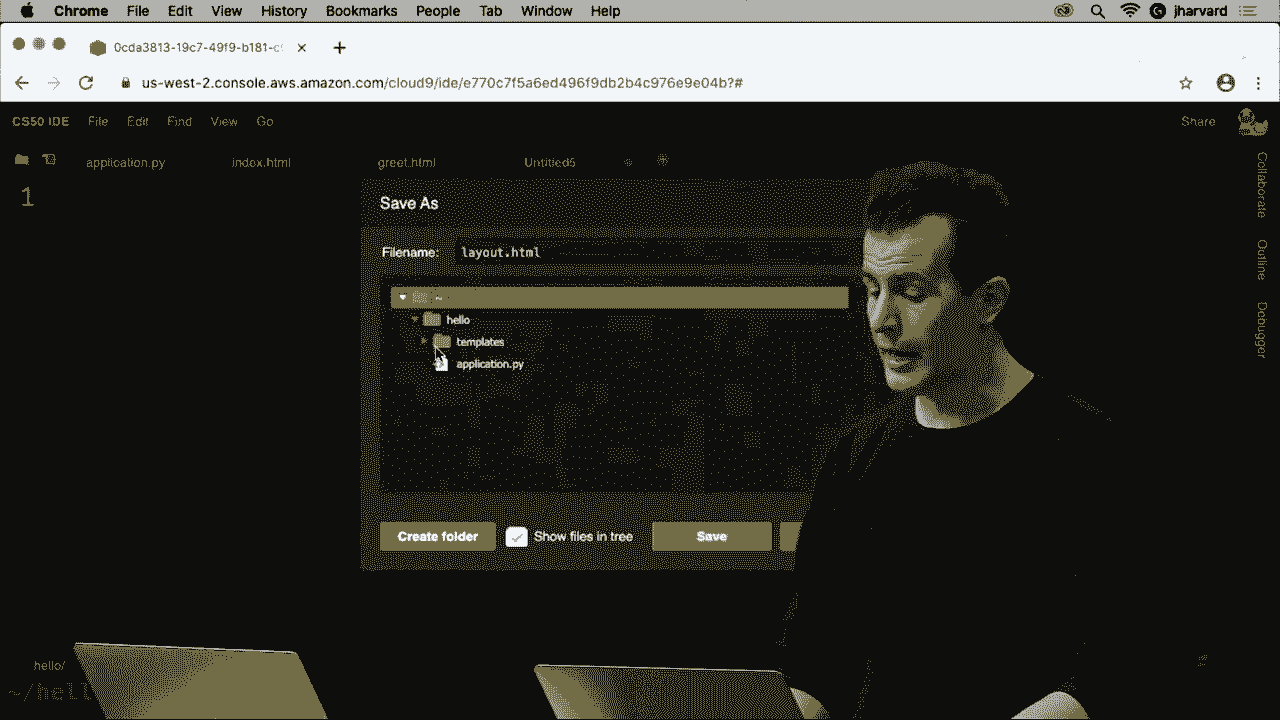 Chrome File Edit View History Bookmarks People Tab Window Help jharvard
0cda3813-19c7-49f9-b181-c
us-west-2.console.aws.amazon.com/cloud9/ide/e770c7f5a6ed496f9db2b4c976e9e04b?#
CS50 IDE File Edit Find View Go Share
application.py index.html greet.html Untitled5
1
Save As
Filename: layout.html
~
hello
templates
application.py
Create folder Show files in tree Save
Collaborate
Outline
Debugger
hello/
~/hel